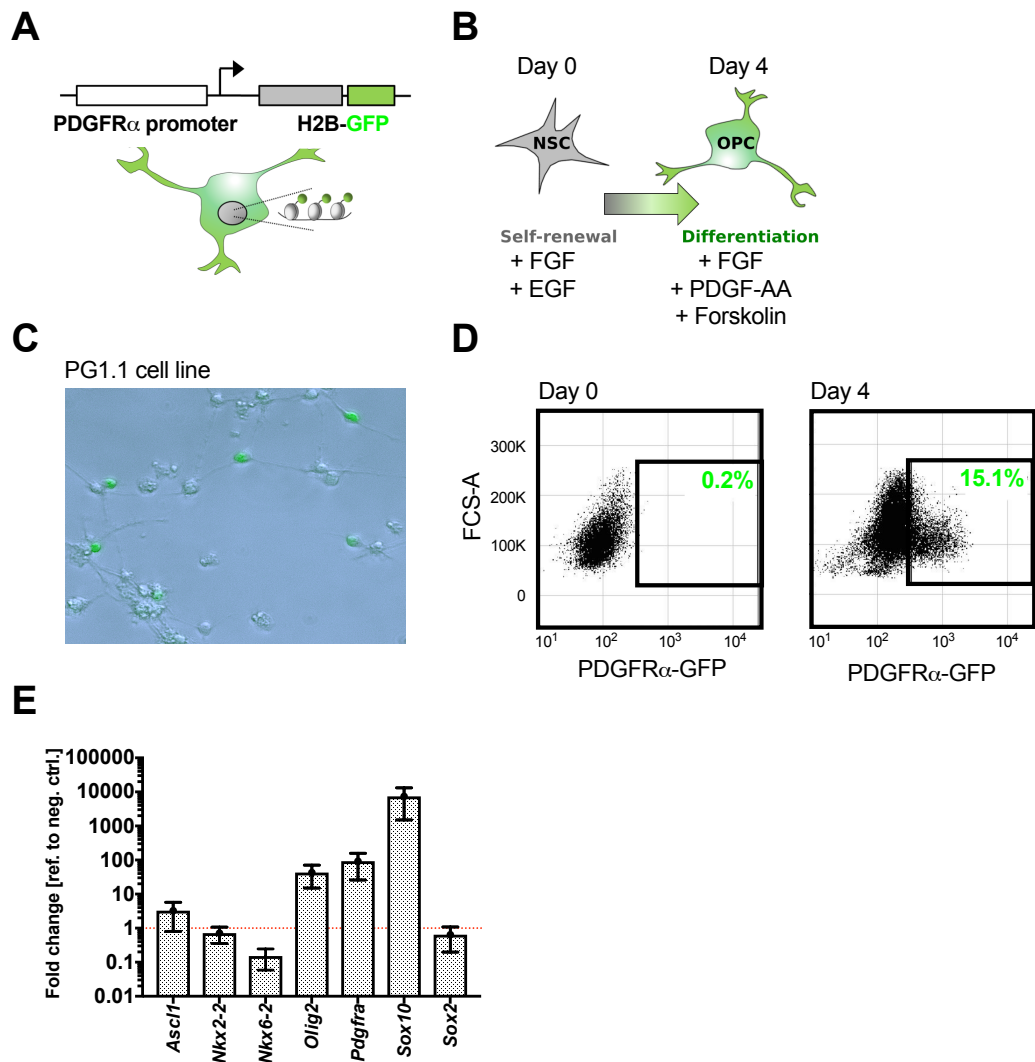 A
PDGFRα promoter
H2B-GFP
B
Day 0
Day 4
NSC
OPC
Self-renewal
Differentiation
+ FGF
+ EGF
+ FGF
+ PDGF-AA
+ Forskolin
C
PG1.1 cell line
D
Day 0
Day 4
FCS-A
300K
200K
100K
0
0.2%
15.1%
10¹ 10² 10³ 10⁴
10¹ 10² 10³ 10⁴
PDGFRα-GFP
PDGFRα-GFP
E
Fold change [ref. to neg. ctrl.]
100000
10000
1000
100
10
1
0.1
0.01
Ascl1
Nkx2-2
Nkx6-2
Olig2
Pdgfra
Sox10
Sox2